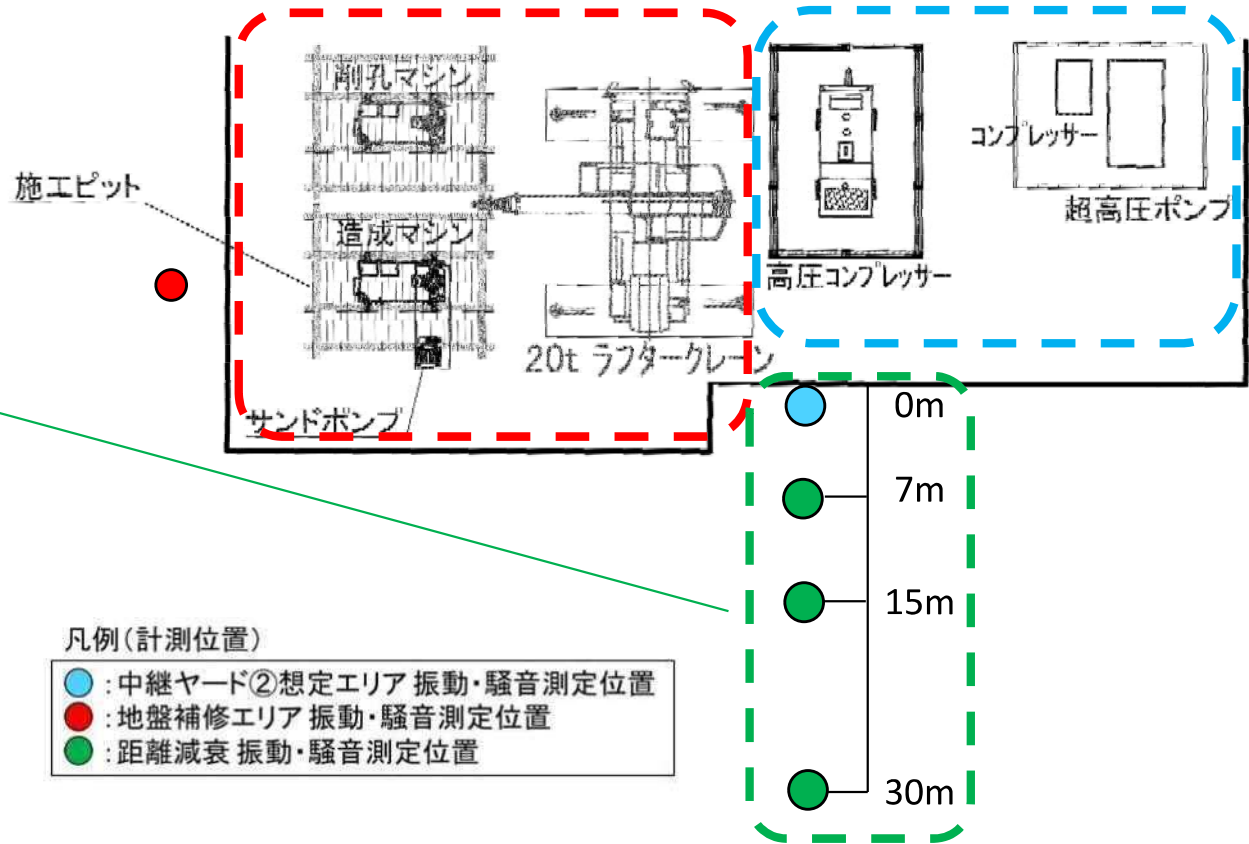 削孔マシン
コンプレッサー
施工ピット
超高圧ポンプ
造成マシン
高圧コンプレッサー
20t ラフタークレーン
サンドポンプ
0m
7m
15m
30m
凡例(計測位置)
:中継ヤード②想定エリア 振動・騒音測定位置
:地盤補修エリア 振動・騒音測定位置
:距離減衰 振動・騒音測定位置